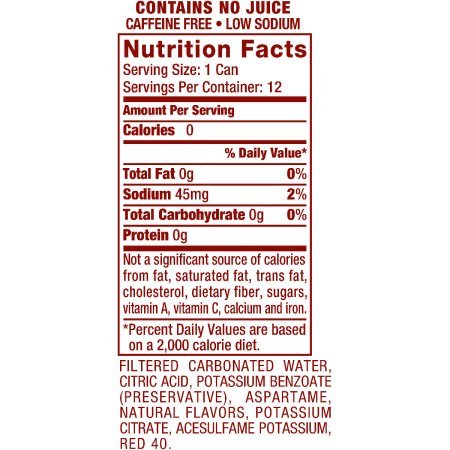 CONTAINS NO JUICE
CAFFEINE FREE • LOW SODIUM
Nutrition Facts
Serving Size: 1 Can
Servings Per Container: 12
Amount Per Serving
Calories 0
% Daily Value*
Total Fat 0g 0%
Sodium 45mg 2%
Total Carbohydrate 0g 0%
Protein 0g
Not a significant source of calories
from fat, saturated fat, trans fat,
cholesterol, dietary fiber, sugars,
vitamin A, vitamin C, calcium and iron.
*Percent Daily Values are based
on a 2,000 calorie diet.
FILTERED CARBONATED WATER,
CITRIC ACID, POTASSIUM BENZOATE
(PRESERVATIVE), ASPARTAME,
NATURAL FLAVORS, POTASSIUM
CITRATE, ACESULFAME POTASSIUM,
RED 40.